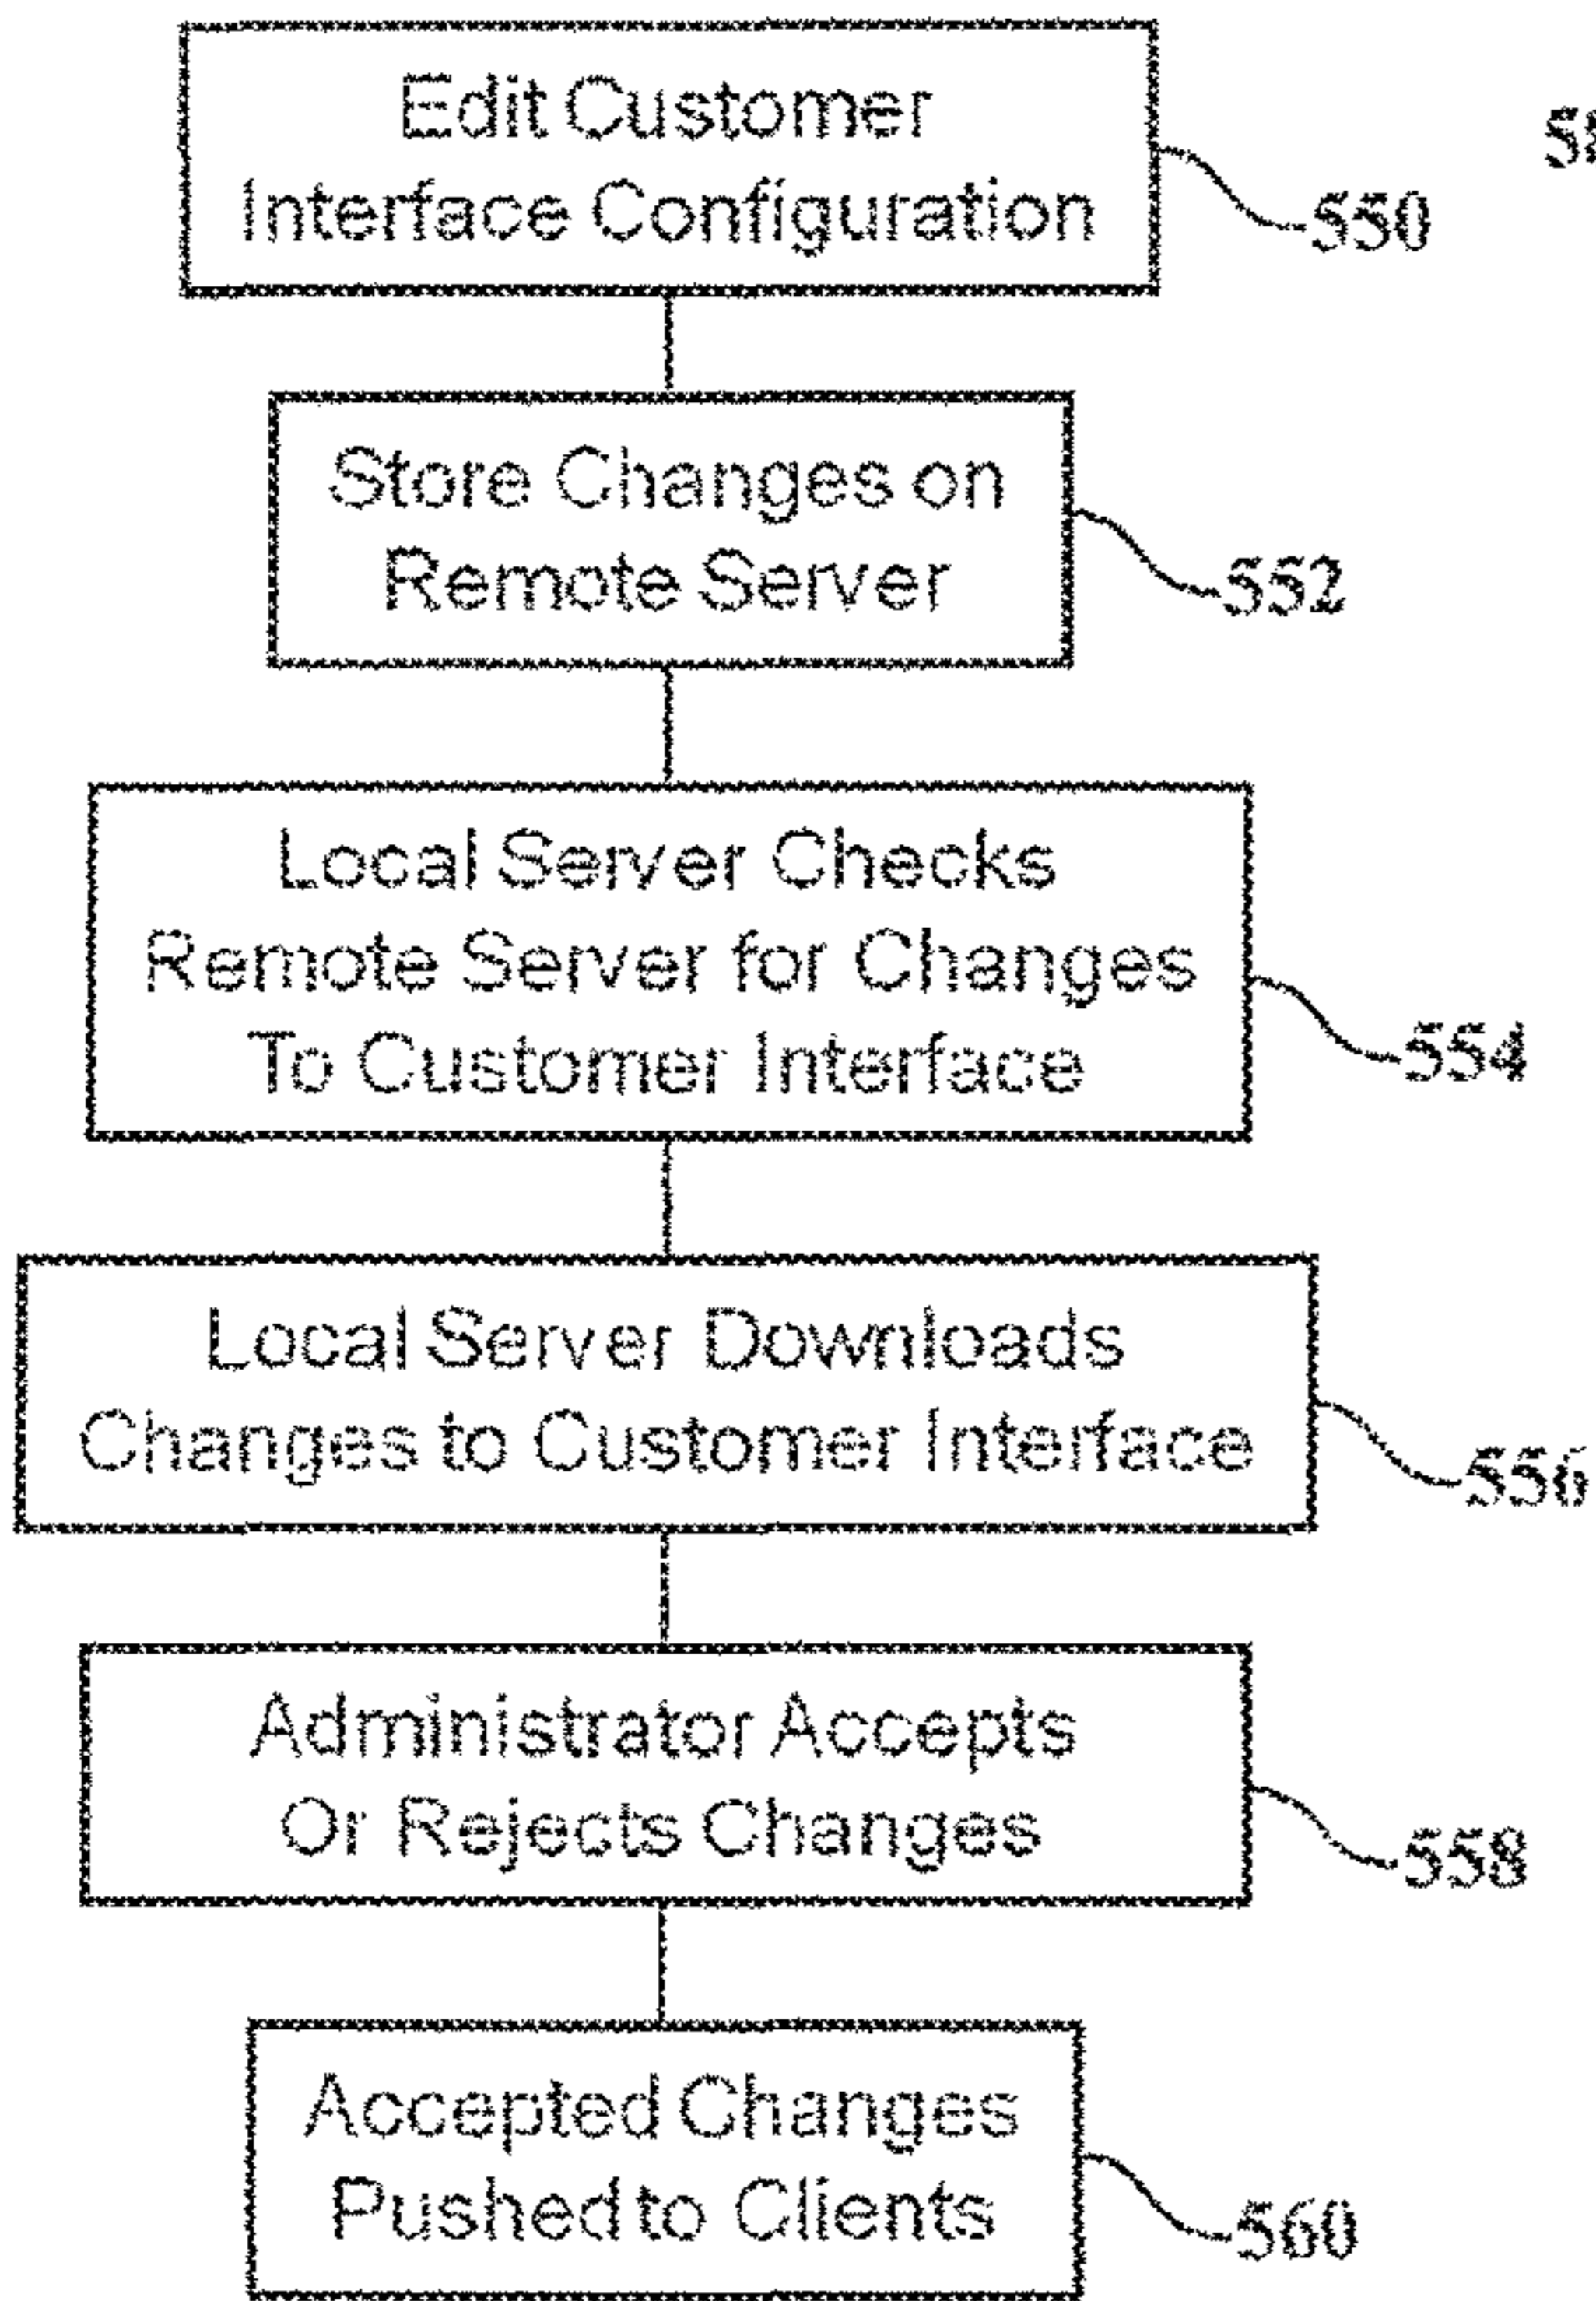 Edit Customer
Interface Configuration
550
Store Changes on
Remote Server
552
Local Server Checks
Remote Server for Changes
To Customer Interface
554
Local Server Downloads
Changes to Customer Interface
556
Administrator Accepts
Or Rejects Changes
558
Accepted Changes
Pushed to Clients
560